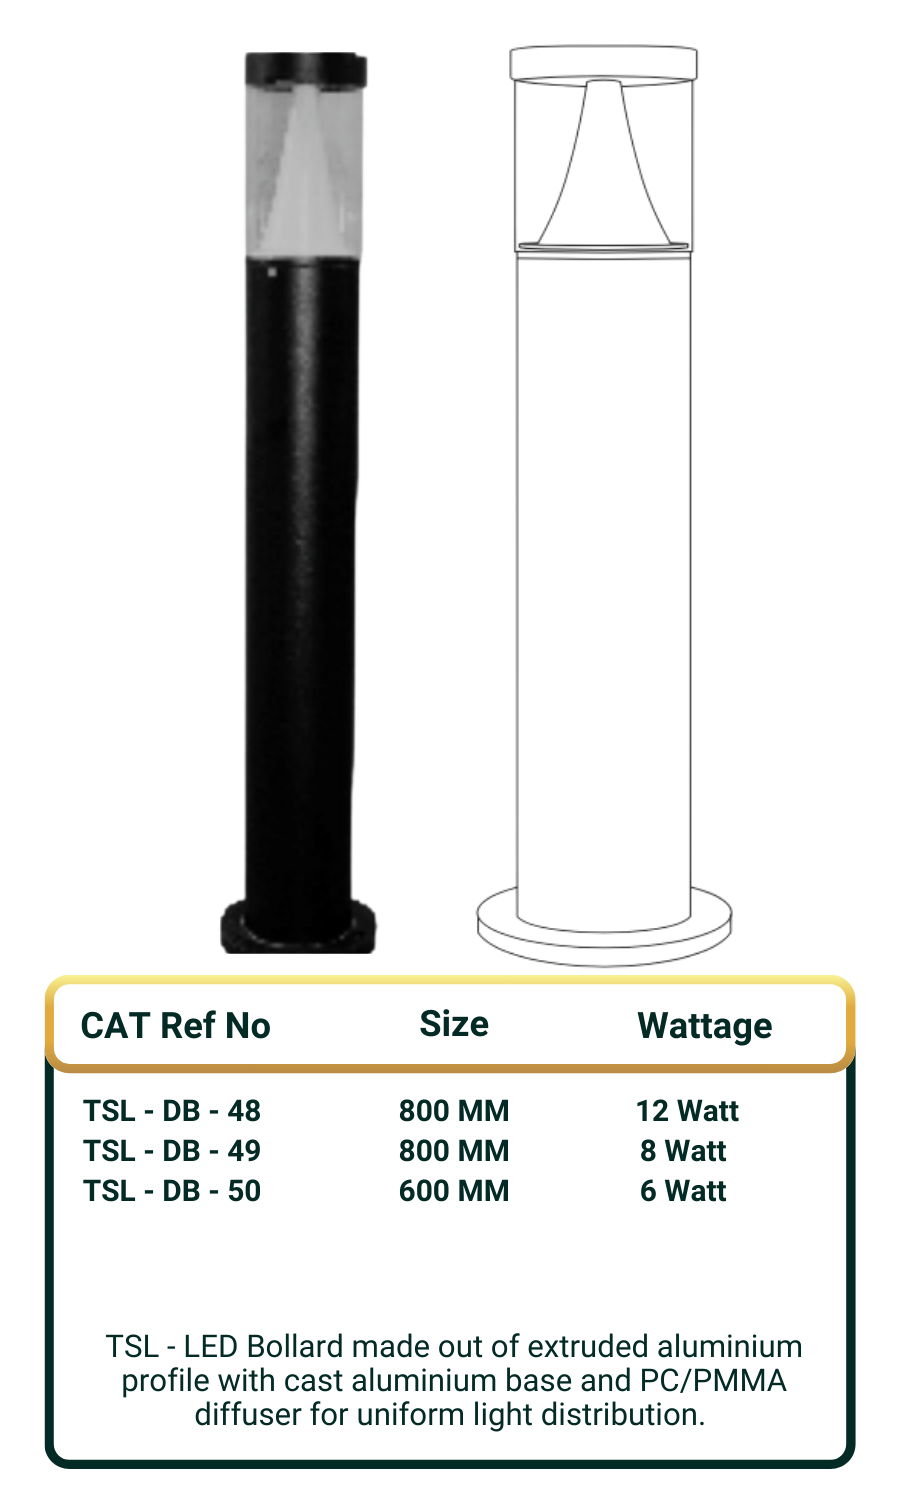 CAT Ref No Size Wattage
TSL - DB - 48 800 MM 12 Watt
TSL - DB - 49 800 MM 8 Watt
TSL - DB - 50 600 MM 6 Watt
TSL - LED Bollard made out of extruded aluminium
profile with cast aluminium base and PC/PMMA
diffuser for uniform light distribution.